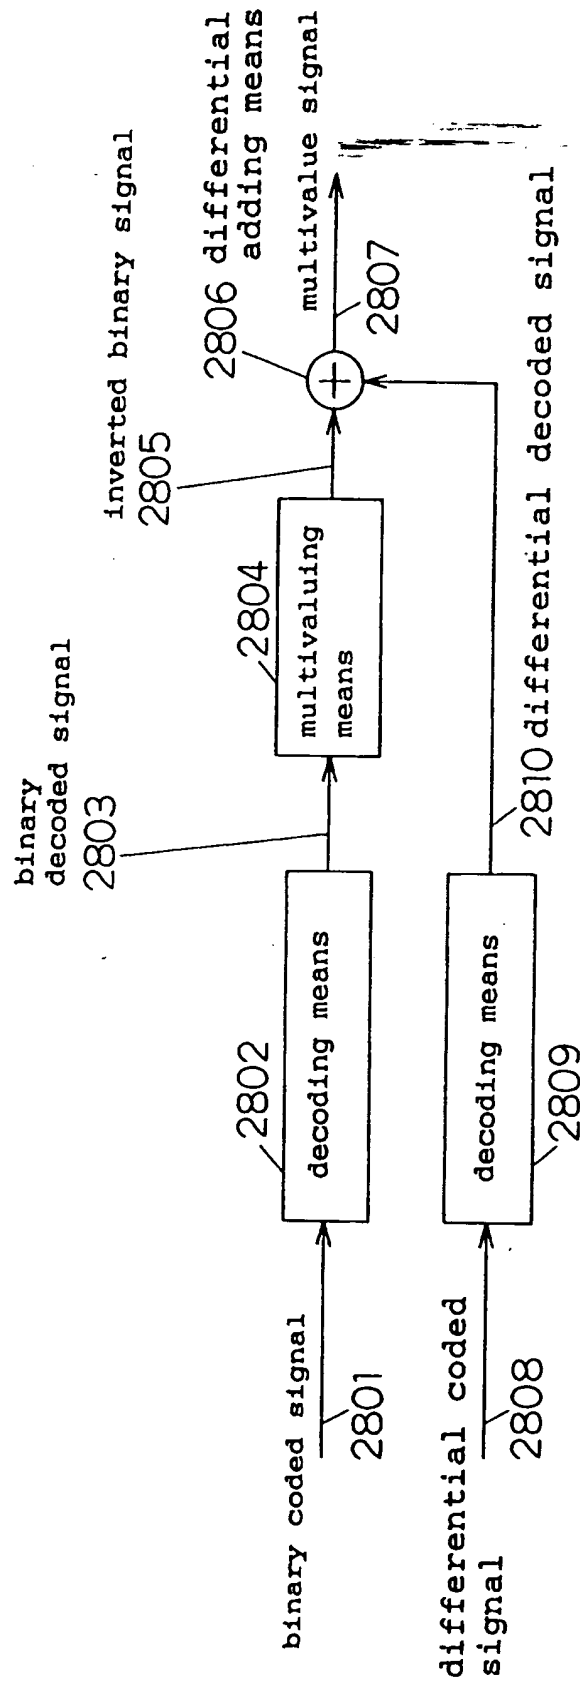 binary
decoded signal
2803
inverted binary signal
2805
2806 differential
adding means
multivalue signal
2807
binary coded signal
2801
2802
decoding means
2804
multivaluing
means
+
differential coded
signal
2808
decoding means
2809
2810 differential decoded signal